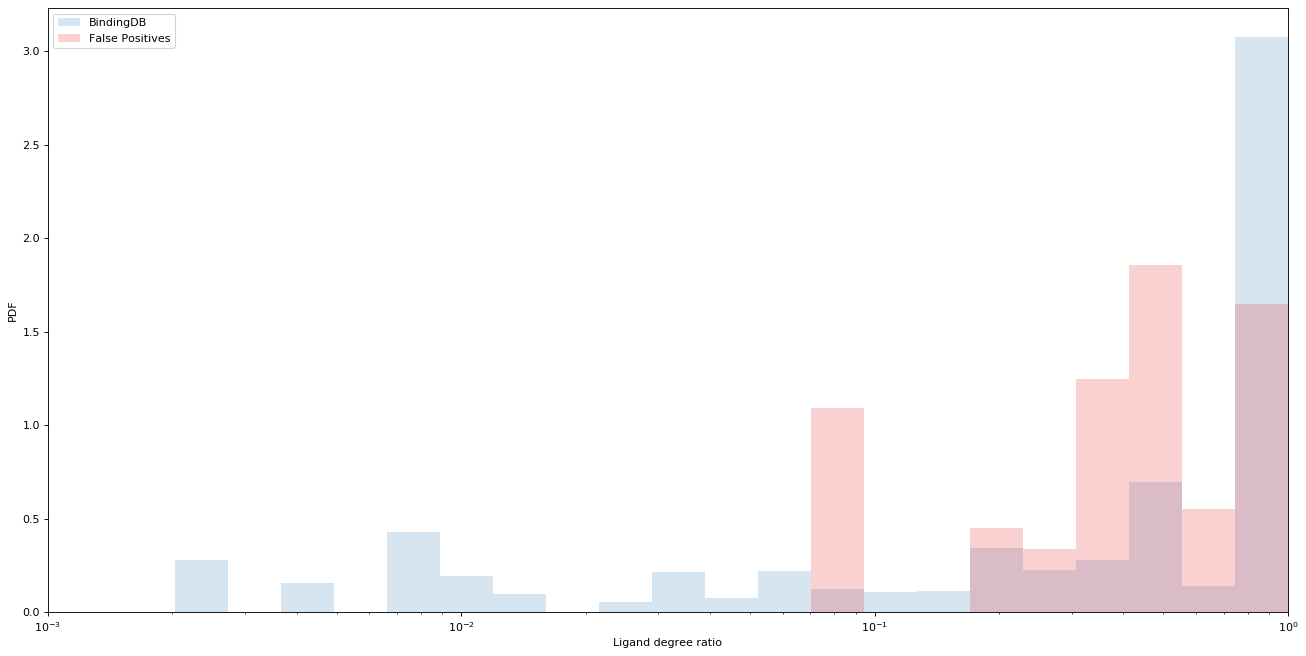 BindingDB
False Positives
3.0
2.5
2.0
1.5
1.0
0.5
0.0
PDF
10⁻³ 10⁻² 10⁻¹ 10⁰
Ligand degree ratio